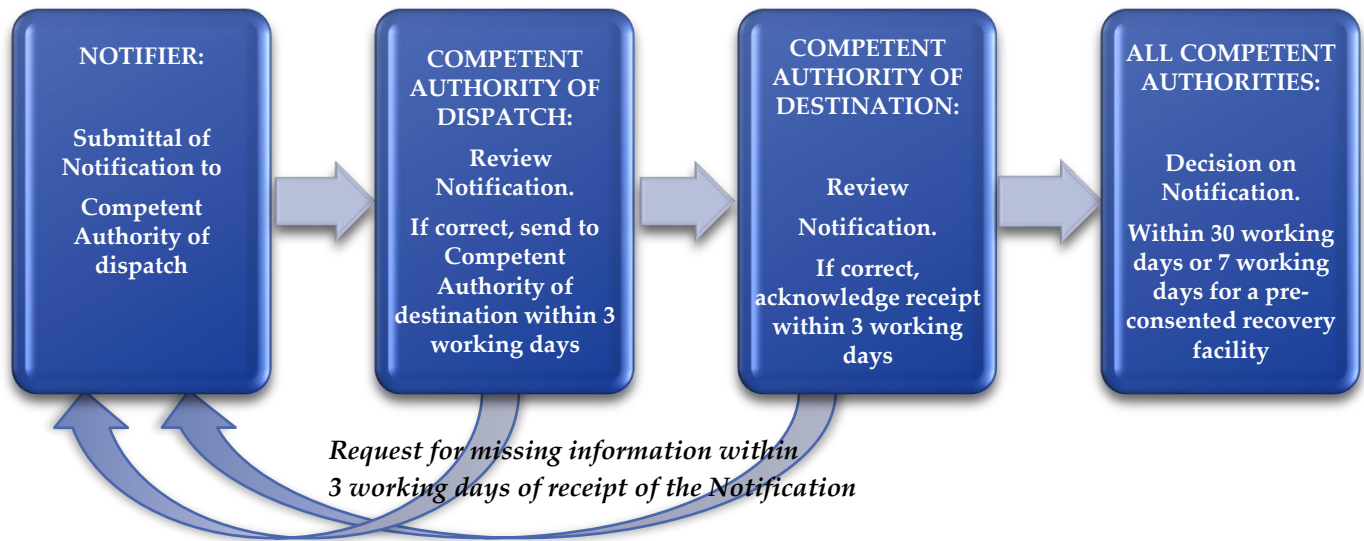 NOTIFIER:
Submittal of
Notification to
Competent
Authority of
dispatch
COMPETENT
AUTHORITY OF
DISPATCH:
Review
Notification.
If correct, send to
Competent
Authority of
destination within 3
working days
COMPETENT
AUTHORITY OF
DESTINATION:
Review
Notification.
If correct,
acknowledge receipt
within 3 working
days
ALL COMPETENT
AUTHORITIES:
Decision on
Notification.
Within 30 working
days or 7 working
days for a pre-
consented recovery
facility
Request for missing information within
3 working days of receipt of the Notification